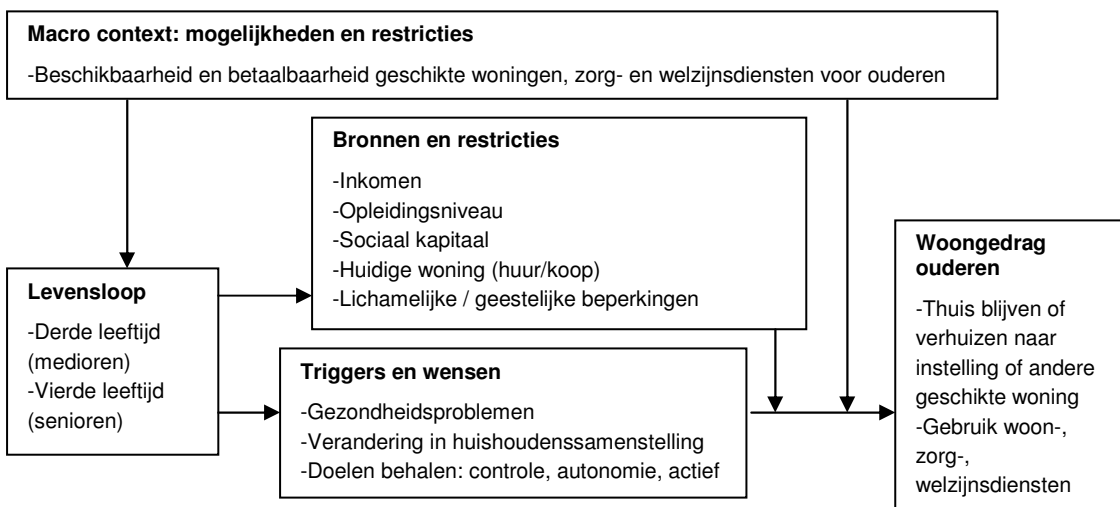 Macro context: mogelijkheden en restricties
-Beschikbaarheid en betaalbaarheid geschikte woningen, zorg- en welzijnsdiensten voor ouderen
Bronnen en restricties
-Inkomen
-Opleidingsniveau
-Sociaal kapitaal
-Huidige woning (huur/koop)
-Lichamelijke / geestelijke beperkingen
Levensloop
-Derde leeftijd
(medioren)
-Vierde leeftijd
(senioren)
Triggers en wensen
-Gezondheidsproblemen
-Verandering in huishoudenssamenstelling
-Doelen behalen: controle, autonomie, actief
Woongedrag
ouderen
-Thuis blijven of
verhuizen naar
instelling of andere
geschikte woning
-Gebruik woon-,
zorg-,
welzijnsdiensten